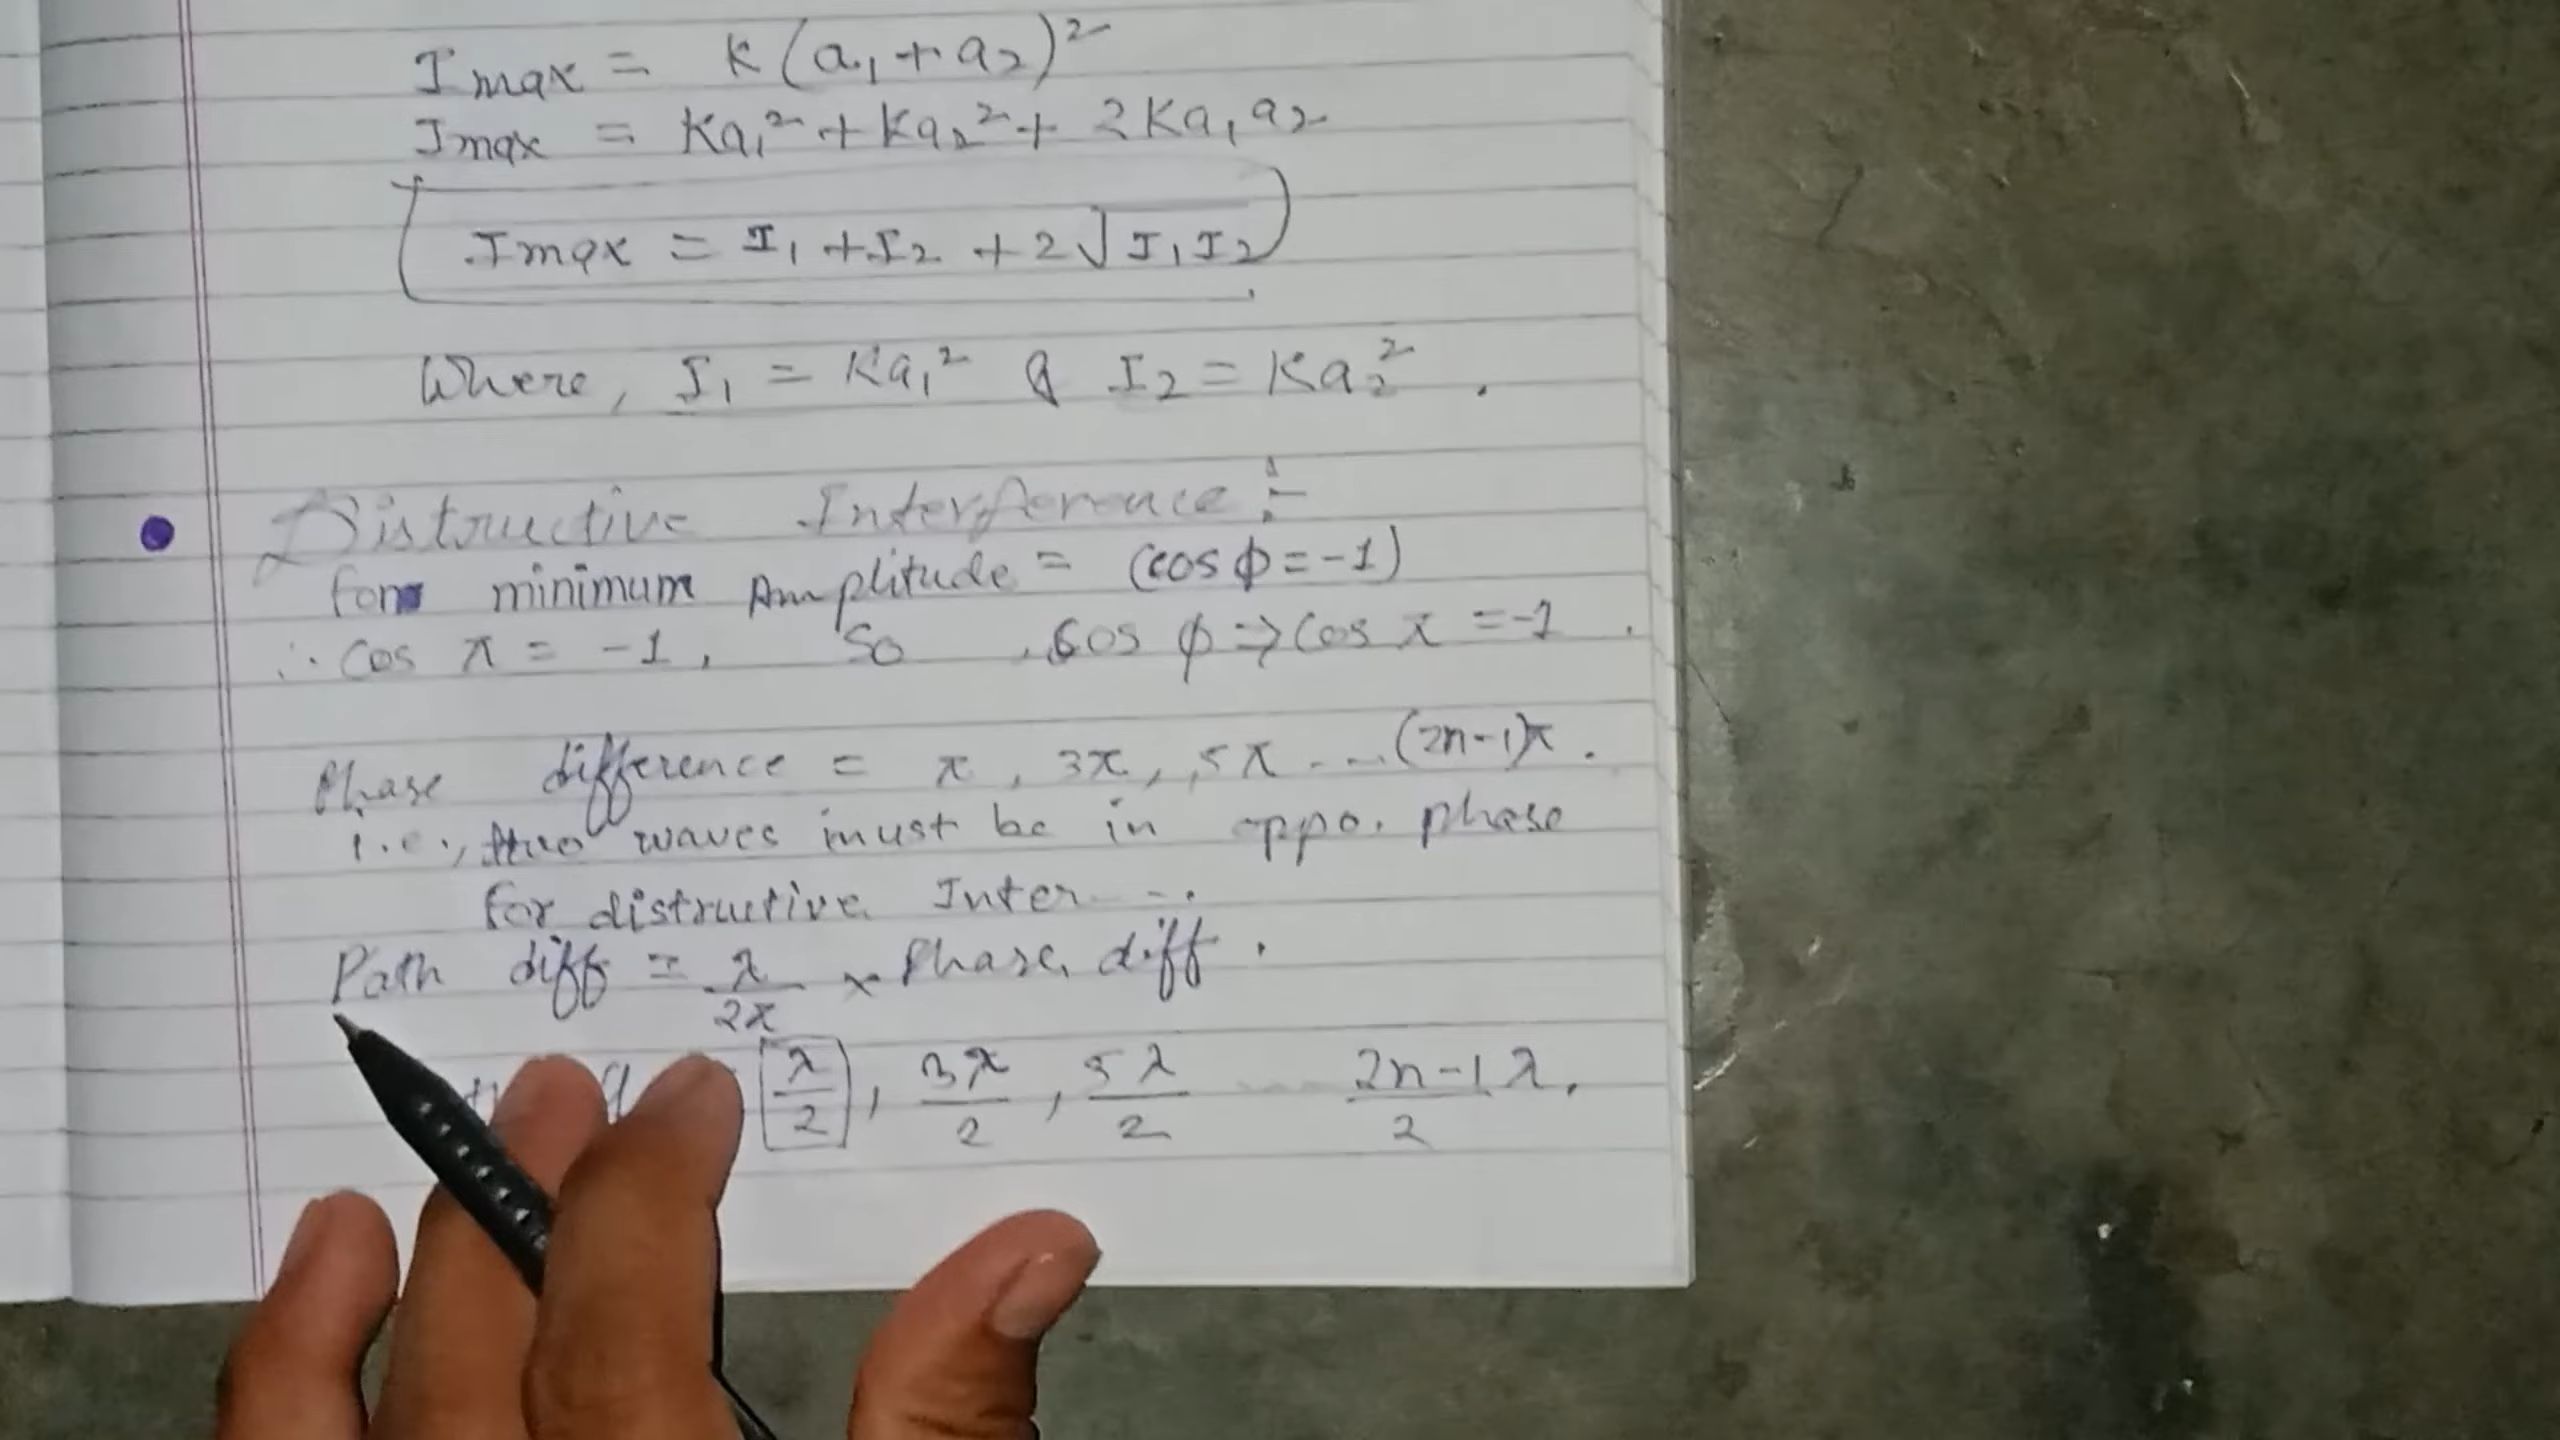 Imax = K(a₁+a₂)²
Imax = Ka₁²+Ka₂²+ 2Ka₁a₂
Imax = I₁+I₂ +2√I₁I₂
Where, I₁ = Ka₁² & I₂ = Ka₂².
Distructive Interference :-
for minimum Amplitude = (cosϕ=-1)
∴ cos π = -1, so, cos ϕ => cos π = -1.
Phase difference = π, 3π, 5π ... (2n-1)π.
i.e., two waves must be in oppo. phase
for distructive Inter...
Path diff = λ/2π × Phase diff.
[λ/2], 3λ/2, 5λ/2 ... 2n-1/2 λ.